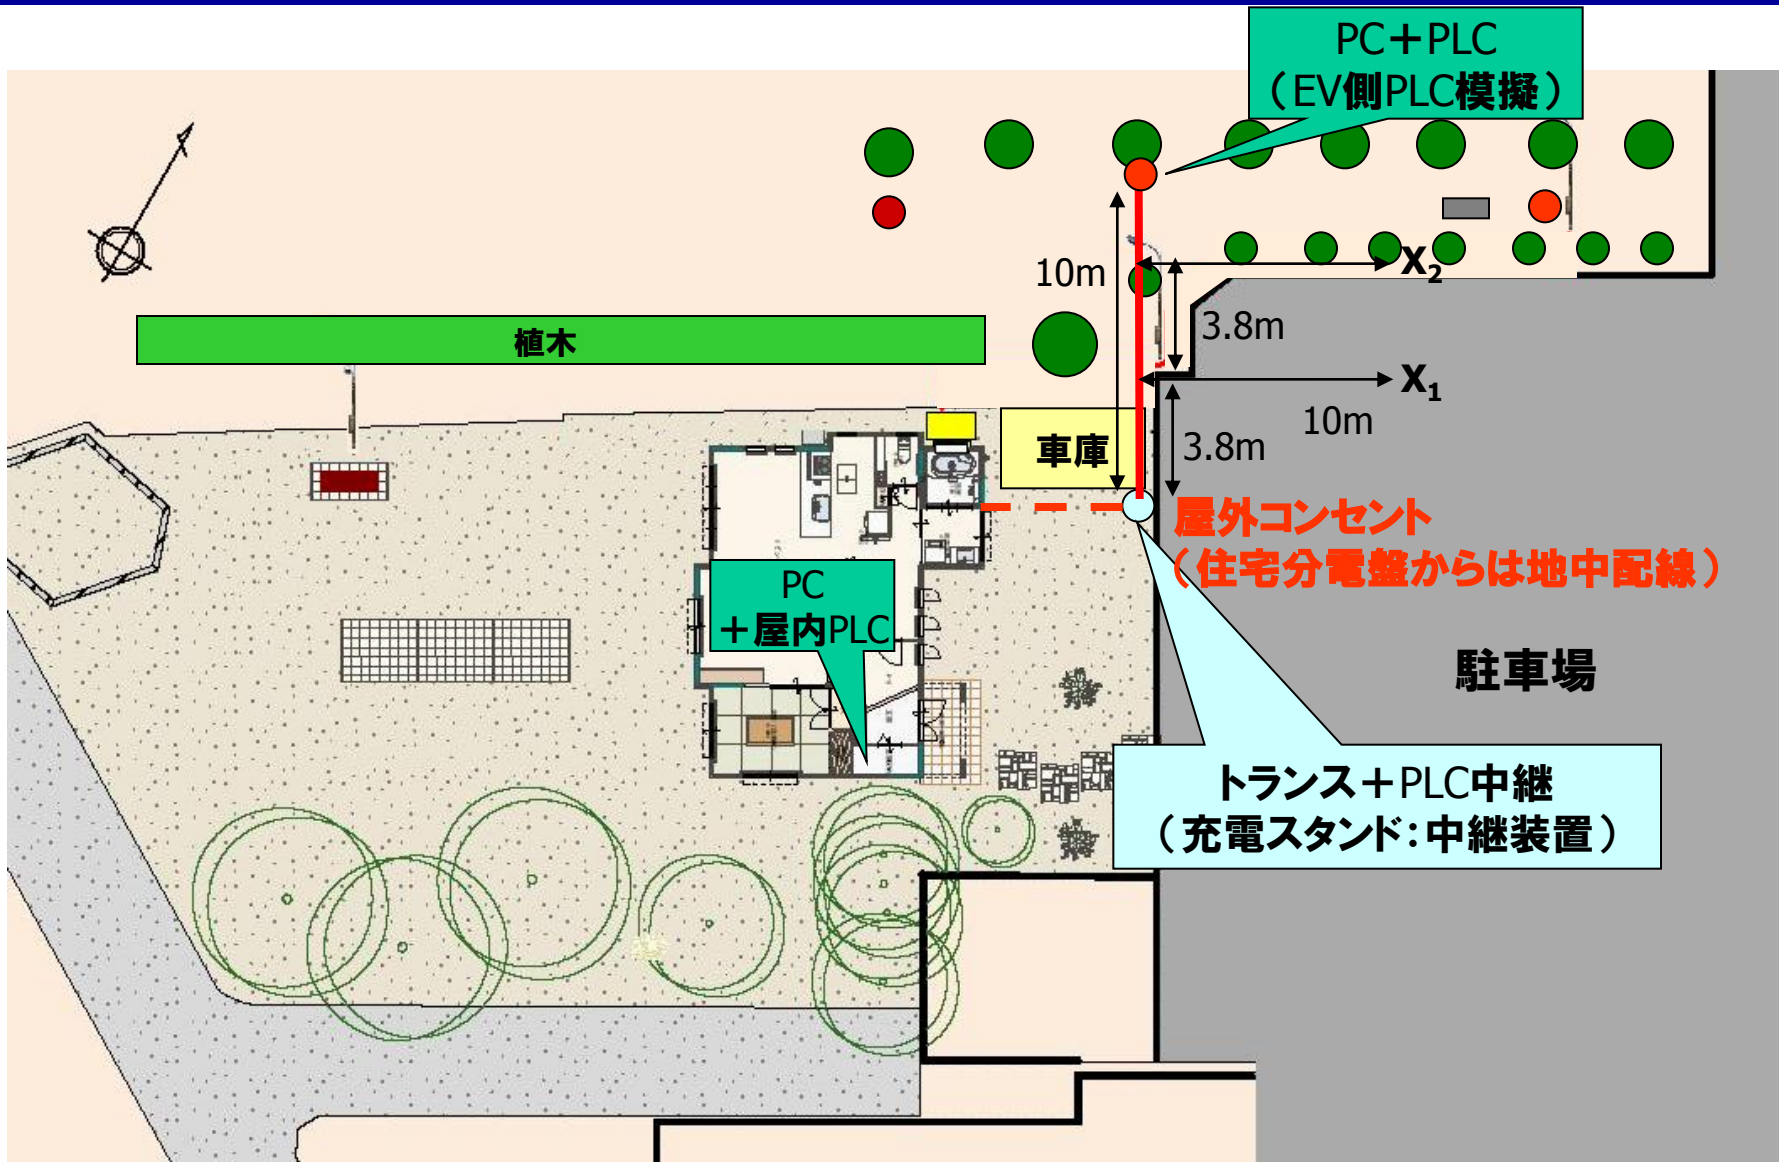 PC＋PLC
（EV側PLC模擬）
10m
X₂
3.8m
植木
X₁
10m
車庫
3.8m
屋外コンセント
（住宅分電盤からは地中配線）
PC
＋屋内PLC
駐車場
トランス＋PLC中継
（充電スタンド：中継装置）